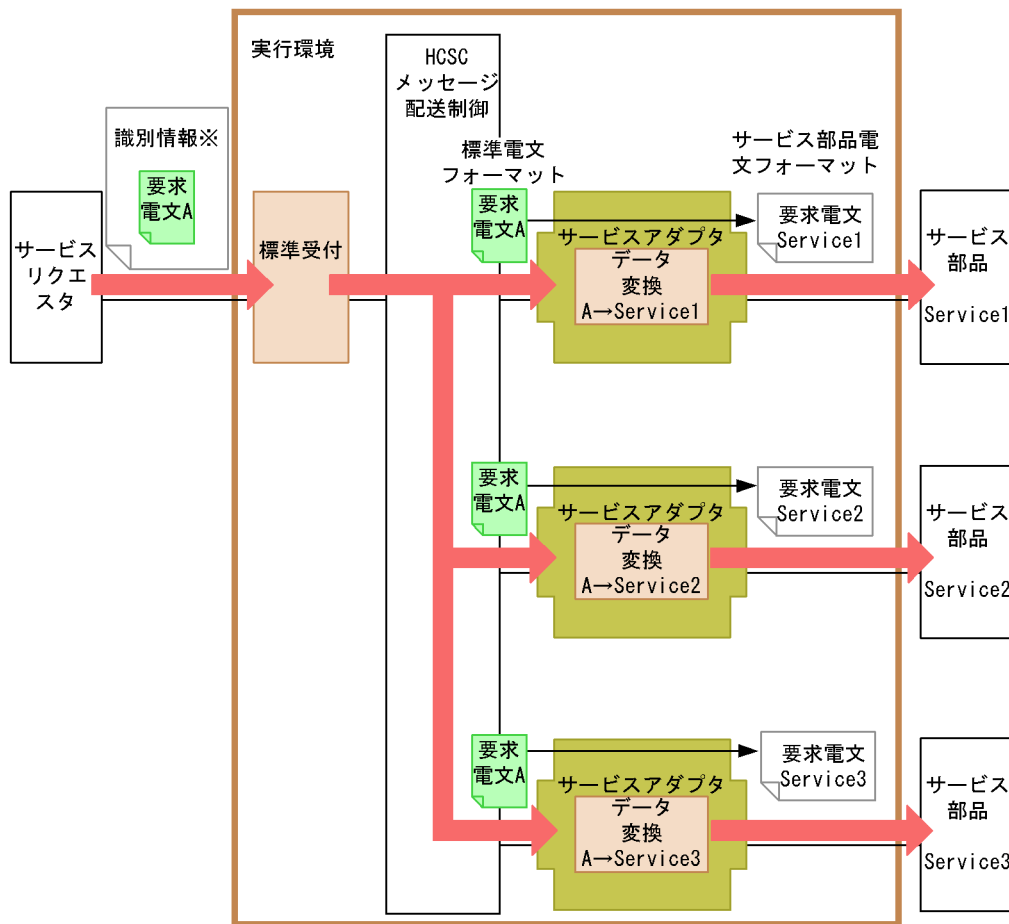 実行環境
HCSC
メッセージ
配送制御
識別情報※
要求
電文A
サービス
リクエ
スタ
標準受付
標準電文
フォーマット
サービス部品電
文フォーマット
要求
電文A
サービスアダプタ
データ
変換
A→Service1
要求電文
Service1
サービス
部品
Service1
要求
電文A
サービスアダプタ
データ
変換
A→Service2
要求電文
Service2
サービス
部品
Service2
要求
電文A
サービスアダプタ
データ
変換
A→Service3
要求電文
Service3
サービス
部品
Service3